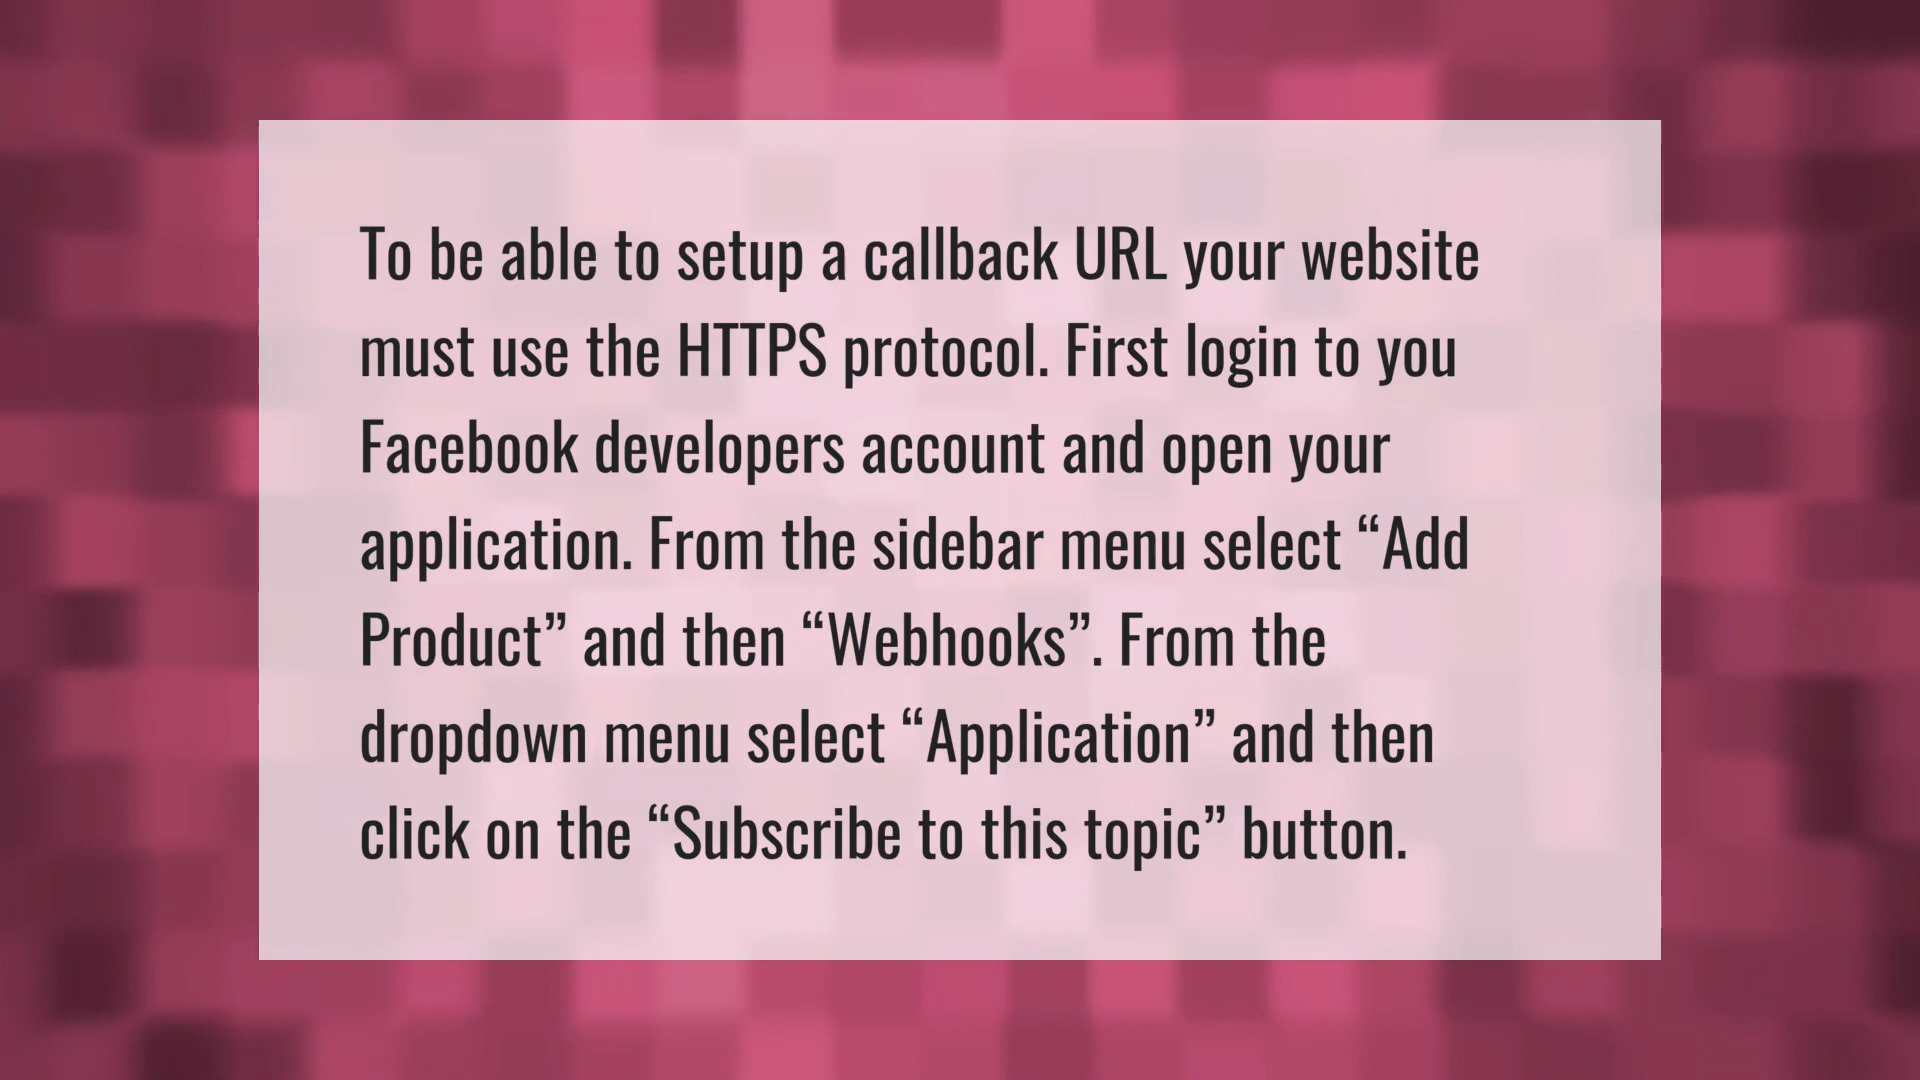 To be able to setup a callback URL your website
must use the HTTPS protocol. First login to you
Facebook developers account and open your
application. From the sidebar menu select “Add
Product” and then “Webhooks”. From the
dropdown menu select “Application” and then
click on the “Subscribe to this topic” button.